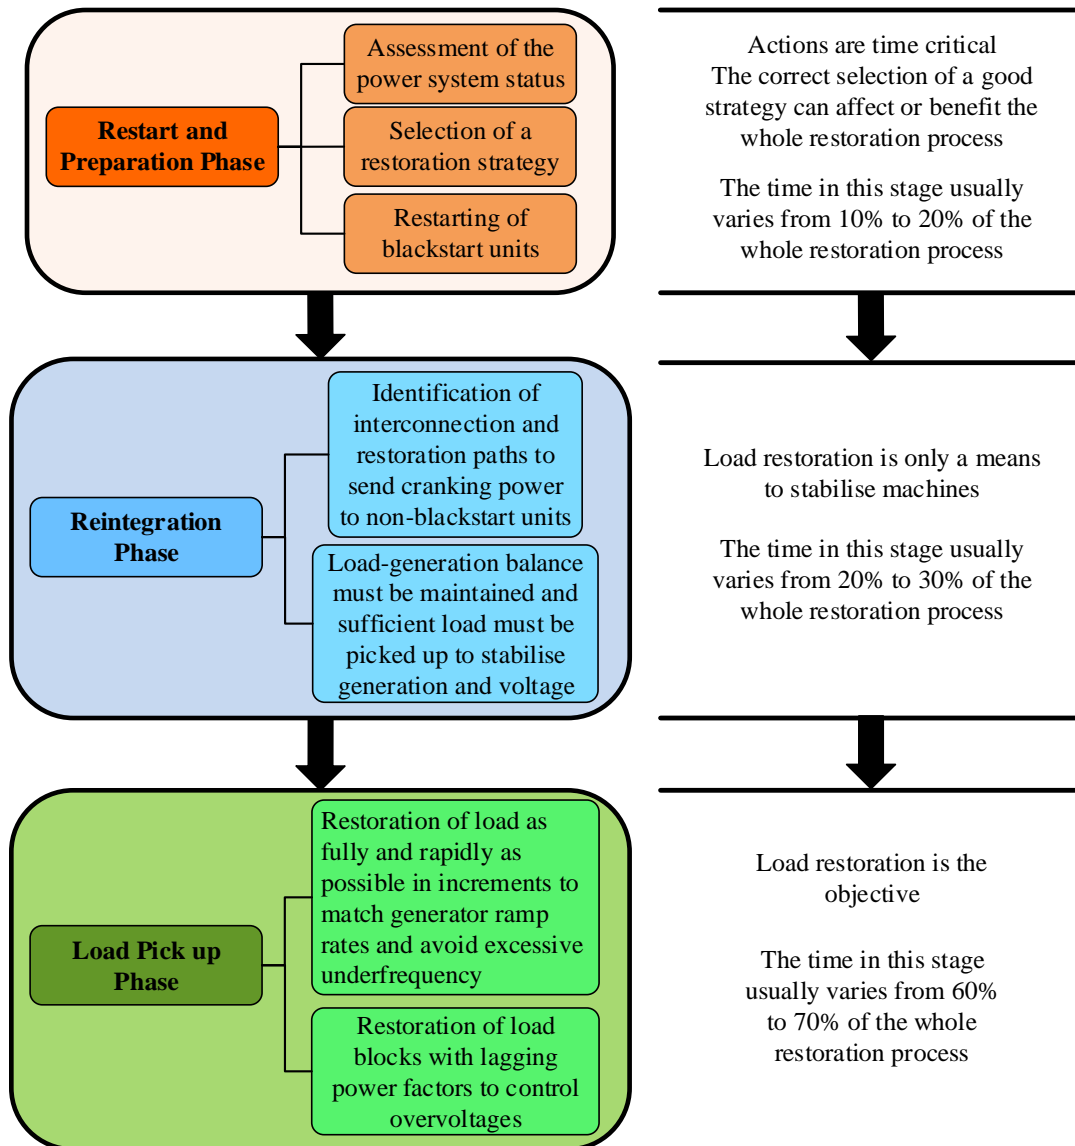 Restart and
Preparation Phase
Assessment of the
power system status
Selection of a
restoration strategy
Restarting of
blackstart units
Actions are time critical
The correct selection of a good
strategy can affect or benefit the
whole restoration process
The time in this stage usually
varies from 10% to 20% of the
whole restoration process
Reintegration
Phase
Identification of
interconnection and
restoration paths to
send cranking power
to non-blackstart units
Load-generation balance
must be maintained and
sufficient load must be
picked up to stabilise
generation and voltage
Load restoration is only a means
to stabilise machines
The time in this stage usually
varies from 20% to 30% of the
whole restoration process
Load Pick up
Phase
Restoration of load as
fully and rapidly as
possible in increments to
match generator ramp
rates and avoid excessive
underfrequency
Restoration of load
blocks with lagging
power factors to control
overvoltages
Load restoration is the
objective
The time in this stage
usually varies from 60%
to 70% of the whole
restoration process